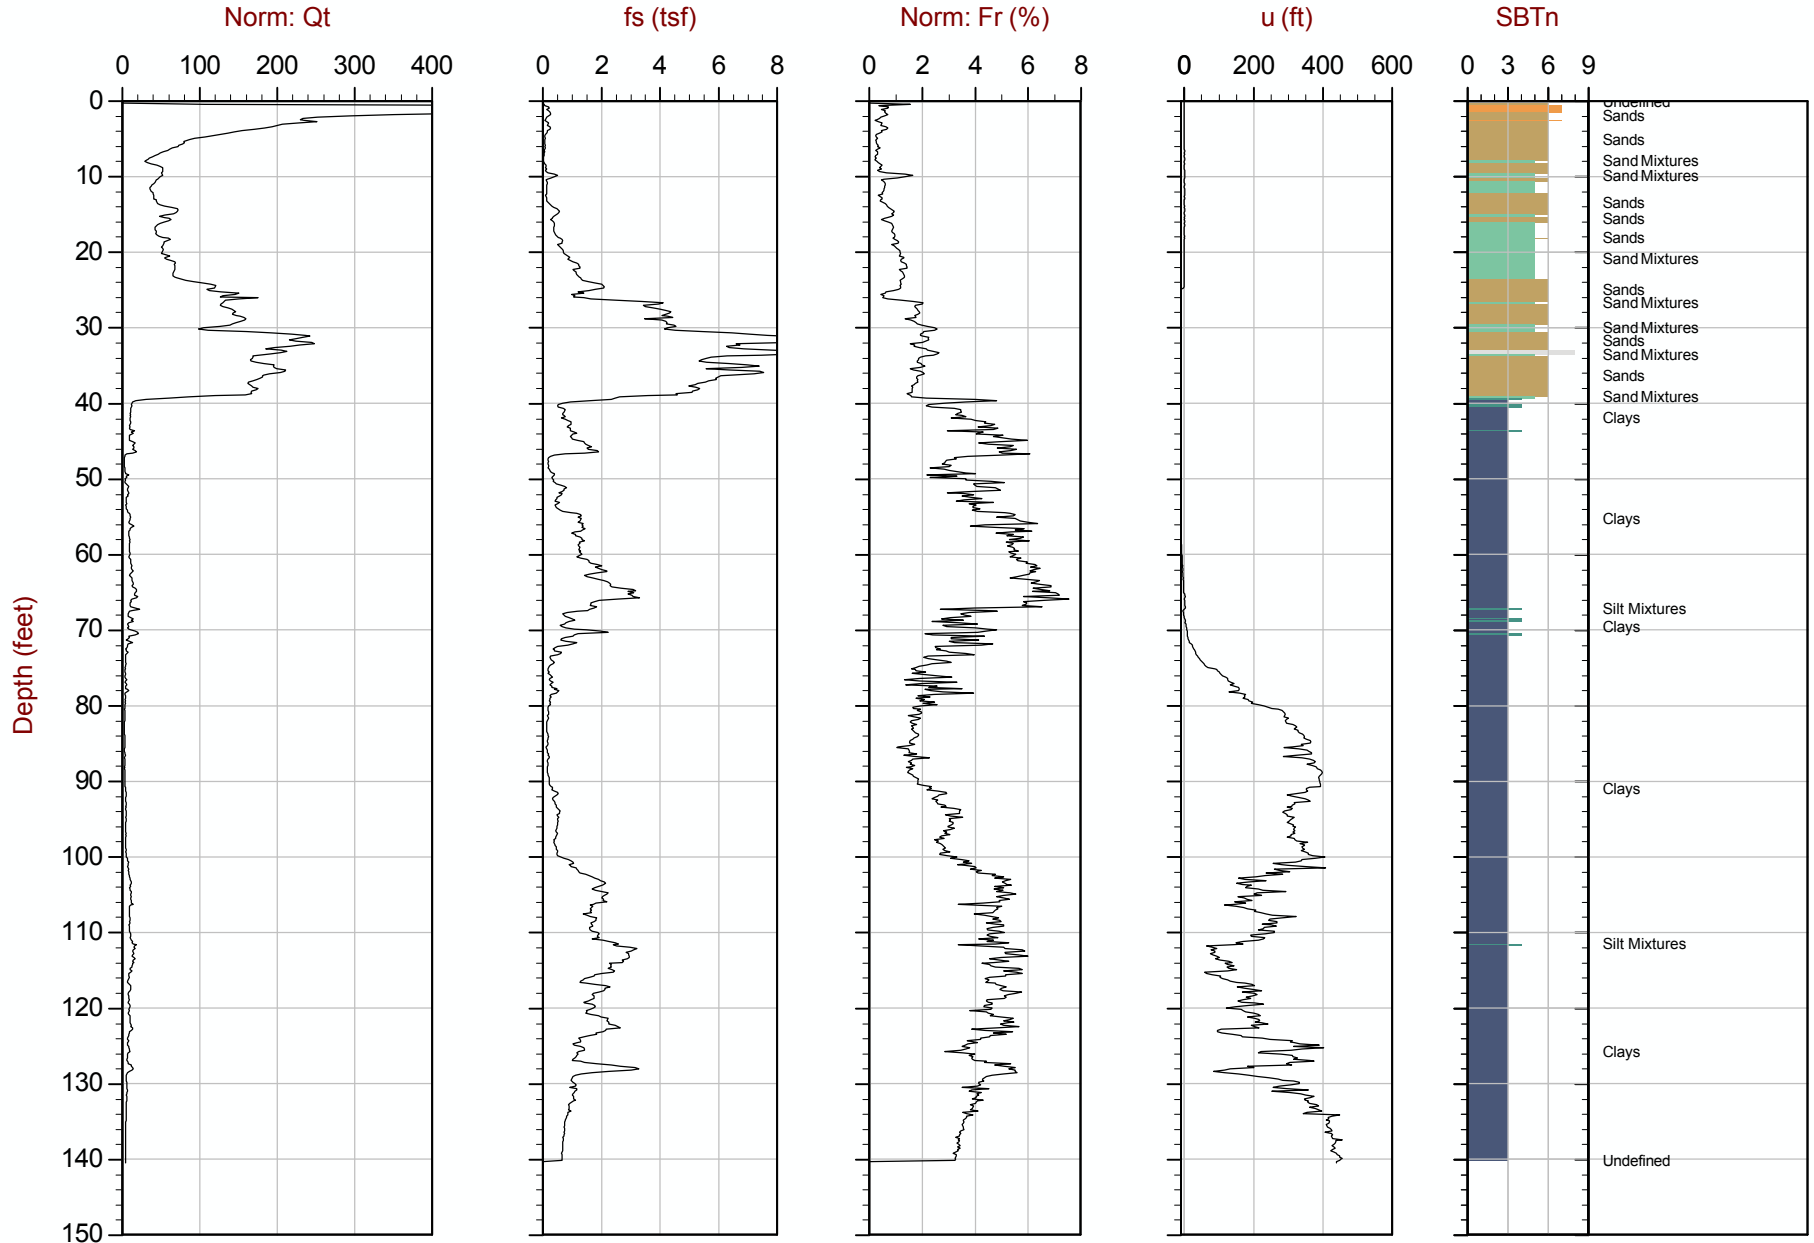 Norm: Qt fs (tsf) Norm: Fr (%) u (ft) SBTn
0 100 200 300 400 0 2 4 6 8 0 2 4 6 8 0 200 400 600 0 3 6 9
0 Undefined
Sands
Sands
Sand Mixtures
10 Sand Mixtures
Sands
Sands
Sands
20 Sand Mixtures
Sands
Sand Mixtures
30 Sand Mixtures
Sands
Sand Mixtures
Sands
Sand Mixtures
40
Clays
50
Clays
60
Silt Mixtures
70 Clays
80
90
Clays
100
110
Silt Mixtures
120
Clays
130
140 Undefined
150
Depth (feet)